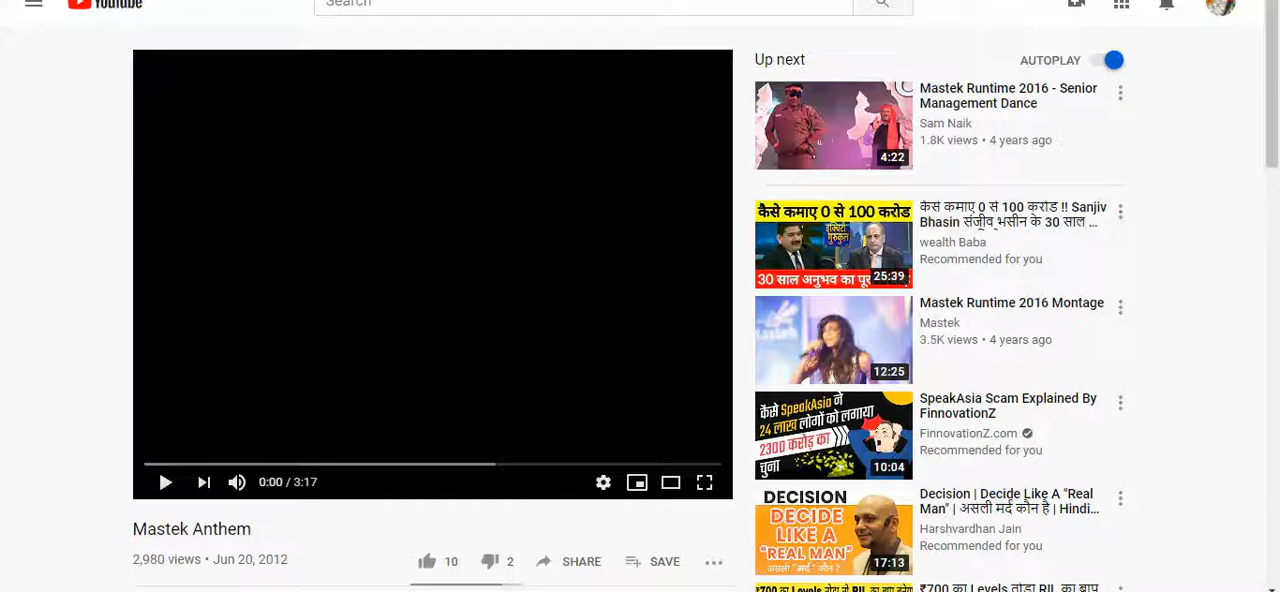 YouTube
Search
Up next
AUTOPLAY
Mastek Runtime 2016 - Senior
Management Dance
Sam Naik
1.8K views • 4 years ago
4:22
कैसे कमाए 0 से 100 करोड
30 साल अनुभव का
25:39
कैसे कमाए 0 से 100 करोड !! Sanjiv
Bhasin संजीव भसीन के 30 साल ...
wealth Baba
Recommended for you
12:25
Mastek Runtime 2016 Montage
Mastek
3.5K views • 4 years ago
कैसे SpeakAsia ने
24 लाख लोगों को लगाया
2300 करोड़ का
चुना
10:04
SpeakAsia Scam Explained By
FinnovationZ
FinnovationZ.com
Recommended for you
DECISION
DECIDE
LIKE A
"REAL
MAN"
असली "मर्द" कौन ?
17:13
Decision | Decide Like A "Real
Man" | असली मर्द कौन है | Hindi...
Harshvardhan Jain
Recommended for you
₹700 का Levels तोड़ा RIL का बाप
0:00 / 3:17
Mastek Anthem
2,980 views • Jun 20, 2012
10
2
SHARE
SAVE